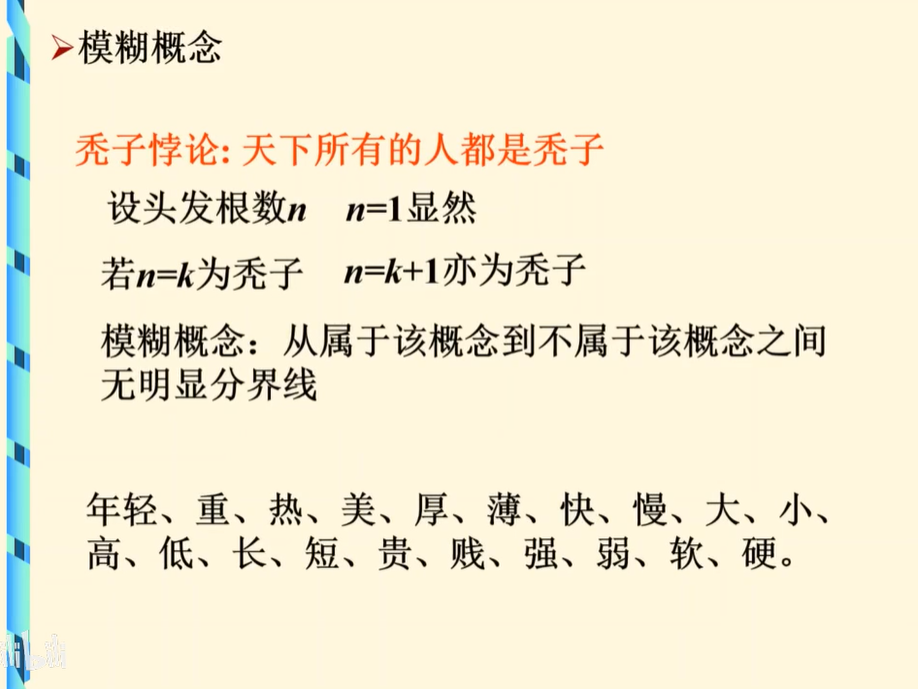 ➢模糊概念
秃子悖论: 天下所有的人都是秃子
设头发根数n n=1显然
若n=k为秃子 n=k+1亦为秃子
模糊概念：从属于该概念到不属于该概念之间
无明显分界线
年轻、重、热、美、厚、薄、快、慢、大、小、
高、低、长、短、贵、贱、强、弱、软、硬。